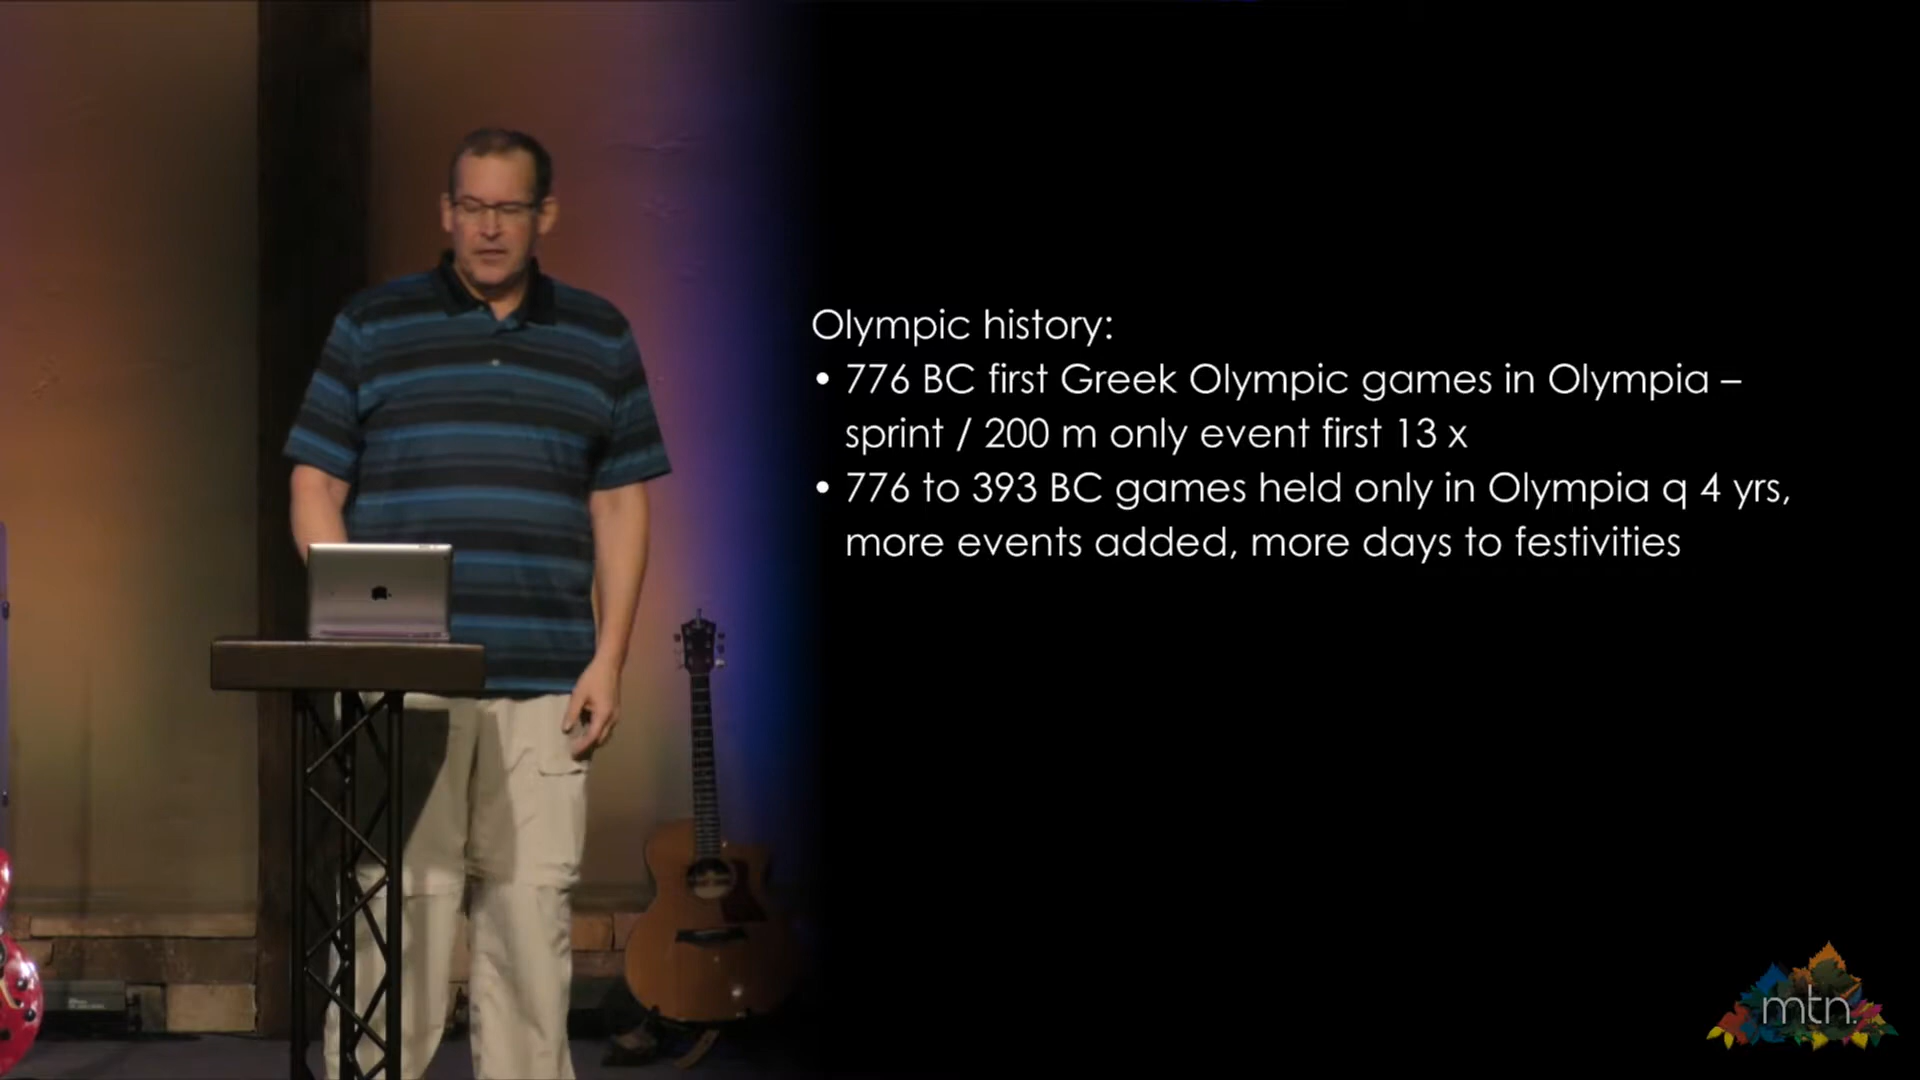 Olympic history:
• 776 BC first Greek Olympic games in Olympia –
sprint / 200 m only event first 13 x
• 776 to 393 BC games held only in Olympia q 4 yrs,
more events added, more days to festivities
mtn.